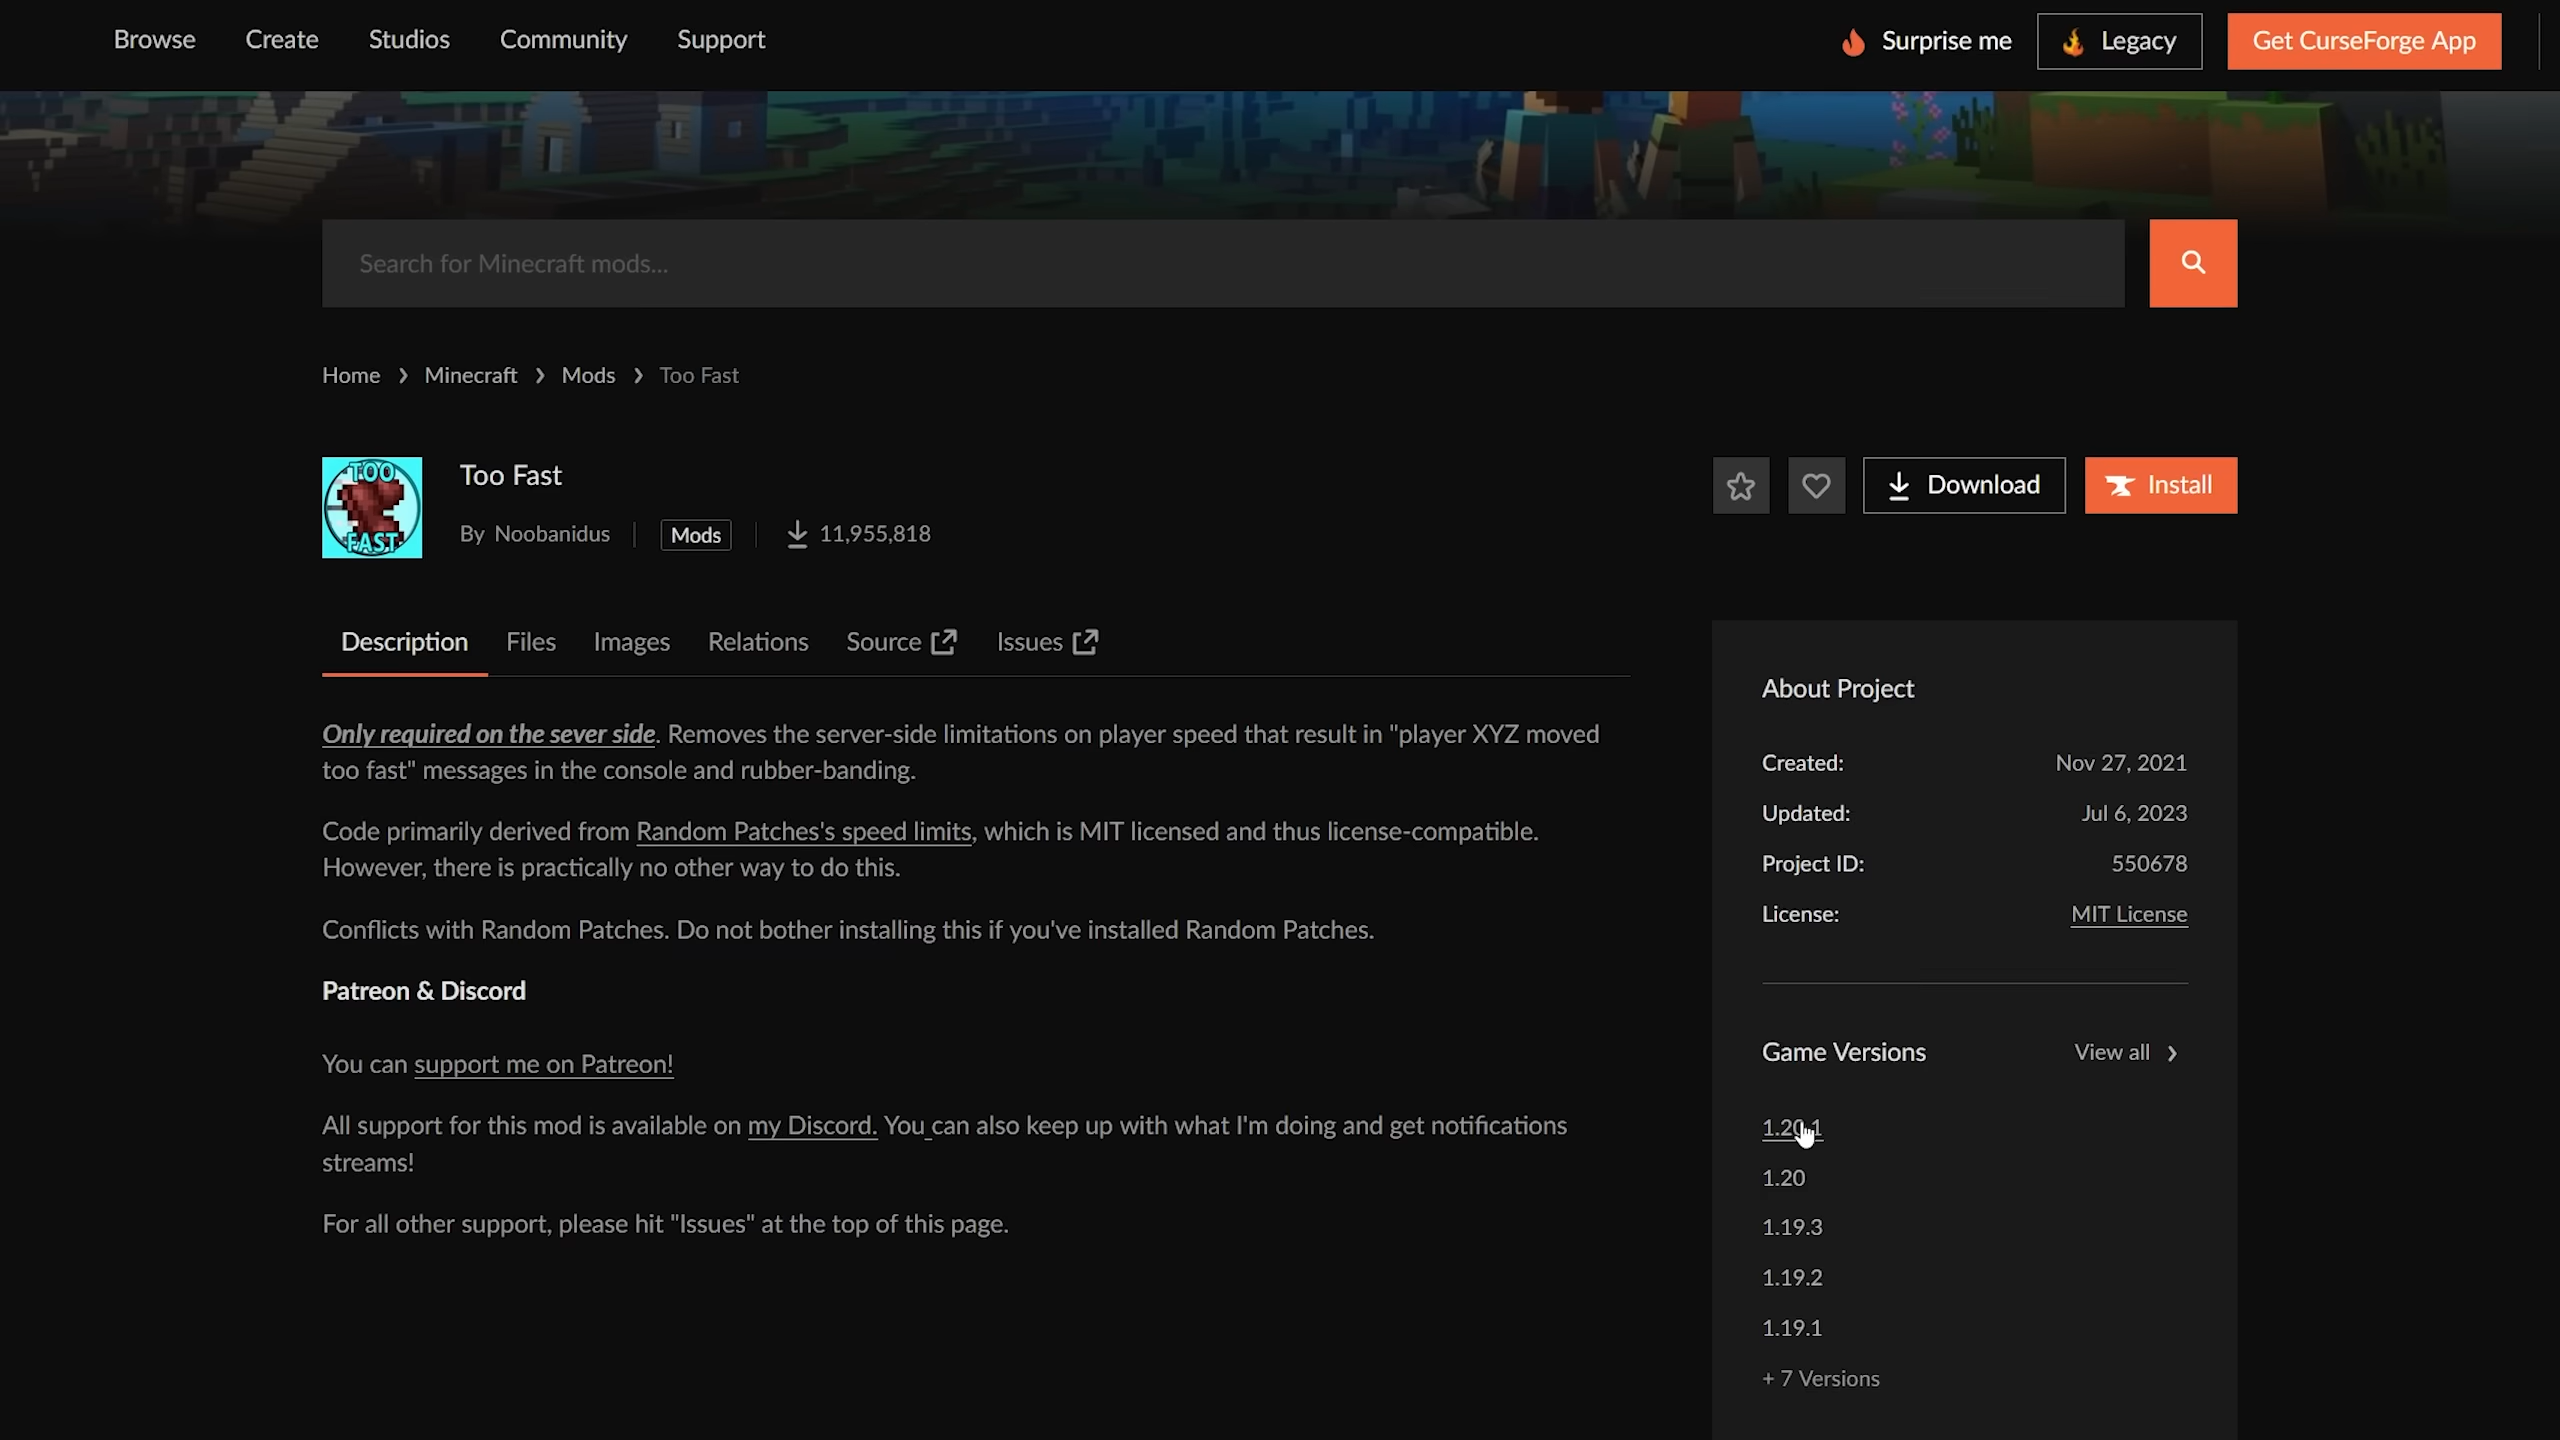 Browse Create Studios Community Support Surprise me Legacy Get CurseForge App
Search for Minecraft mods...
Home > Minecraft > Mods > Too Fast
TOO
FAST
Too Fast
By Noobanidus Mods 11,955,818
Download Install
Description Files Images Relations Source Issues
Only required on the sever side. Removes the server-side limitations on player speed that result in "player XYZ moved
too fast" messages in the console and rubber-banding.
Code primarily derived from Random Patches's speed limits, which is MIT licensed and thus license-compatible.
However, there is practically no other way to do this.
Conflicts with Random Patches. Do not bother installing this if you've installed Random Patches.
Patreon & Discord
You can support me on Patreon!
All support for this mod is available on my Discord. You can also keep up with what I'm doing and get notifications
streams!
For all other support, please hit "Issues" at the top of this page.
About Project
Created: Nov 27, 2021
Updated: Jul 6, 2023
Project ID: 550678
License: MIT License
Game Versions View all >
1.20.1
1.20
1.19.3
1.19.2
1.19.1
+ 7 Versions